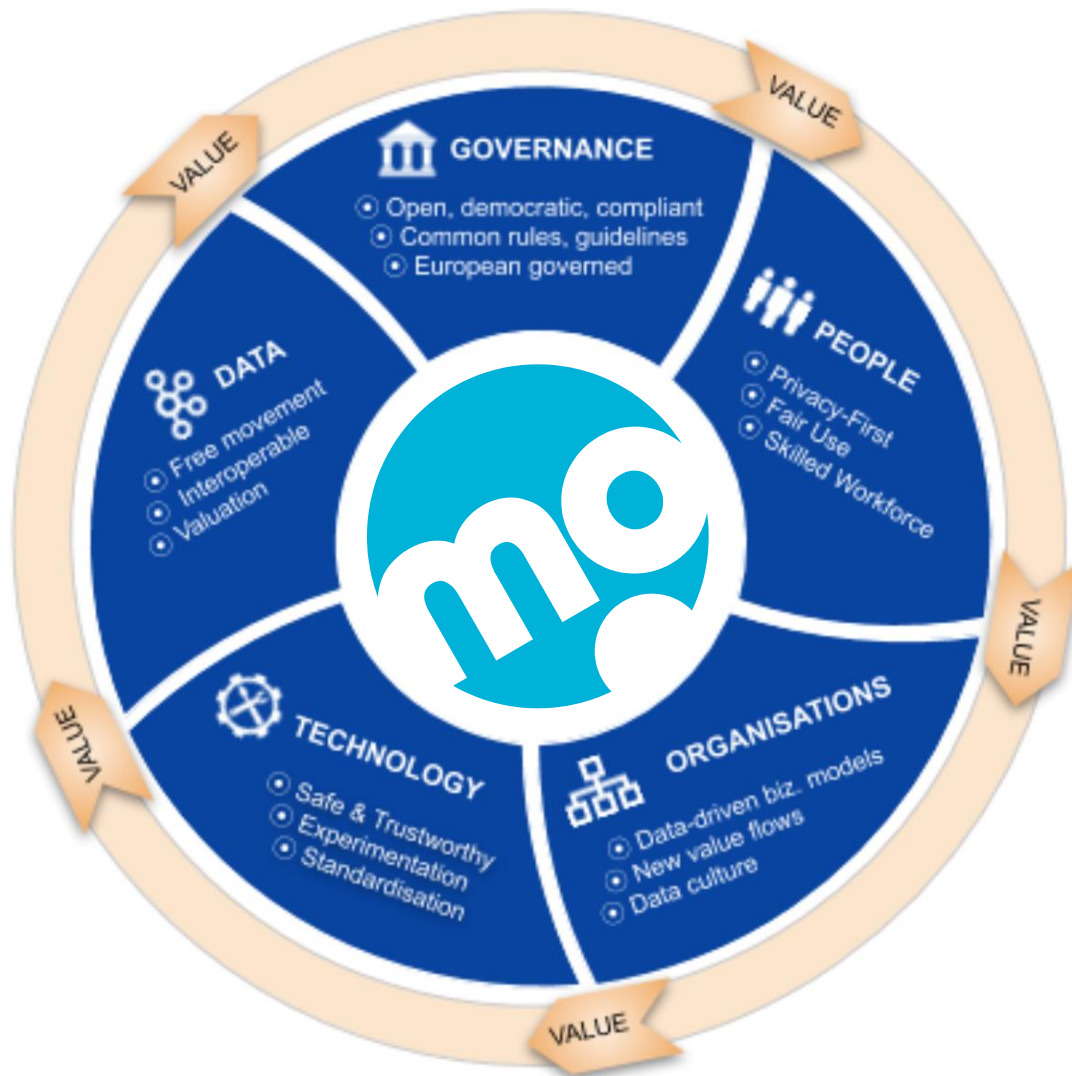 VALUE
VALUE
GOVERNANCE
Open, democratic, compliant
Common rules, guidelines
European governed
PEOPLE
Privacy-First
Fair Use
Skilled Workforce
VALUE
ORGANISATIONS
Data-driven biz. models
New value flows
Data culture
VALUE
TECHNOLOGY
Safe & Trustworthy
Experimentation
Standardisation
VALUE
DATA
Free movement
Interoperable
Valuation
mo